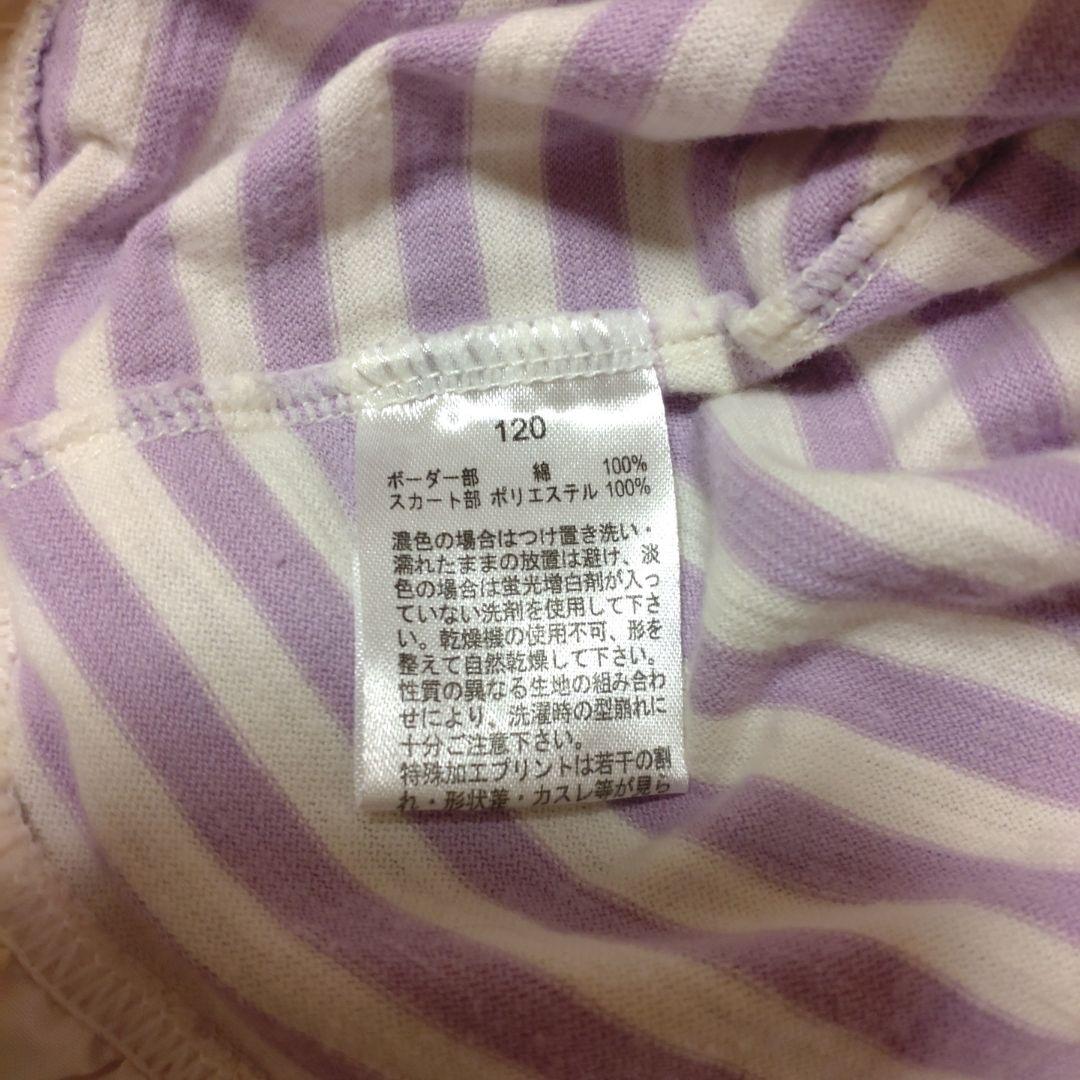 120
ボーダー部 綿 100%
スカート部 ポリエステル 100%
濃色の場合はつけ置き洗い・
濡れたままの放置は避け、淡
色の場合は蛍光増白剤が入っ
ていない洗剤を使用して下さ
い。乾燥機の使用不可、形を
整えて自然乾燥して下さい。
性質の異なる生地の組み合わ
せにより、洗濯時の型崩れに
十分ご注意下さい。
特殊加工プリントは若干の割
れ・形状差・カスレ等が見ら